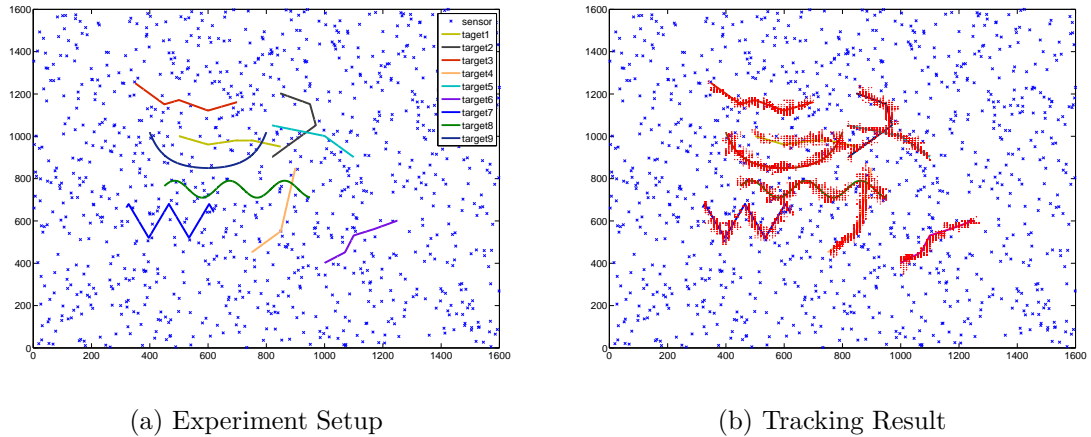 1600
1400
1200
1000
800
600
400
200
0
0 200 400 600 800 1000 1200 1400 1600
sensor
taget1
target2
target3
target4
target5
target6
target7
target8
target9
(a) Experiment Setup
1600
1400
1200
1000
800
600
400
200
0
0 200 400 600 800 1000 1200 1400 1600
(b) Tracking Result